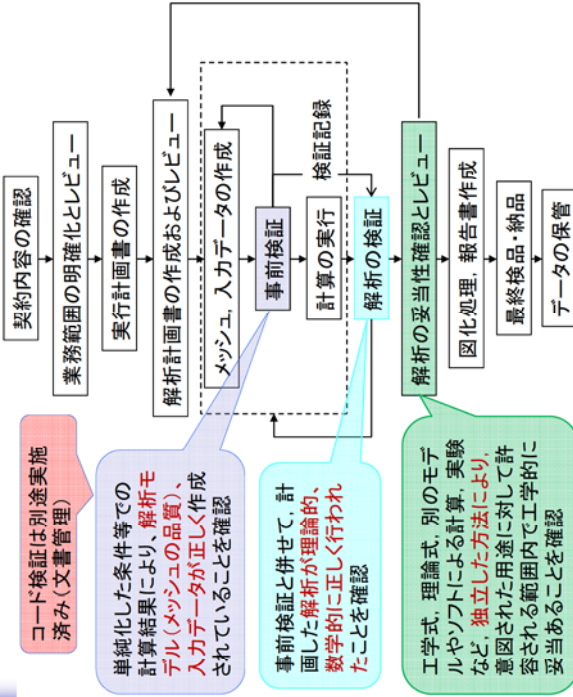 契約内容の確認
業務範囲の明確化とレビュー
実行計画書の作成
解析計画書の作成およびレビュー
メッシュ, 入力データの作成
事前検証
計算の実行
検証記録
解析の検証
解析の妥当性確認とレビュー
図化処理, 報告書作成
最終検品・納品
データの保管
コード検証は別途実施
済み(文書管理)
単純化した条件等での
計算結果により、解析モ
デル(メッシュの品質)、
入力データが正しく作成
されていることを確認
事前検証と併せて, 計
画した解析が理論的、
数学的に正しく行われ
たことを確認
工学式, 理論式, 別のモデ
ルやソフトによる計算, 実験
など, 独立した方法により,
意図された用途に対して許
容される範囲内で工学的に
妥当あることを確認